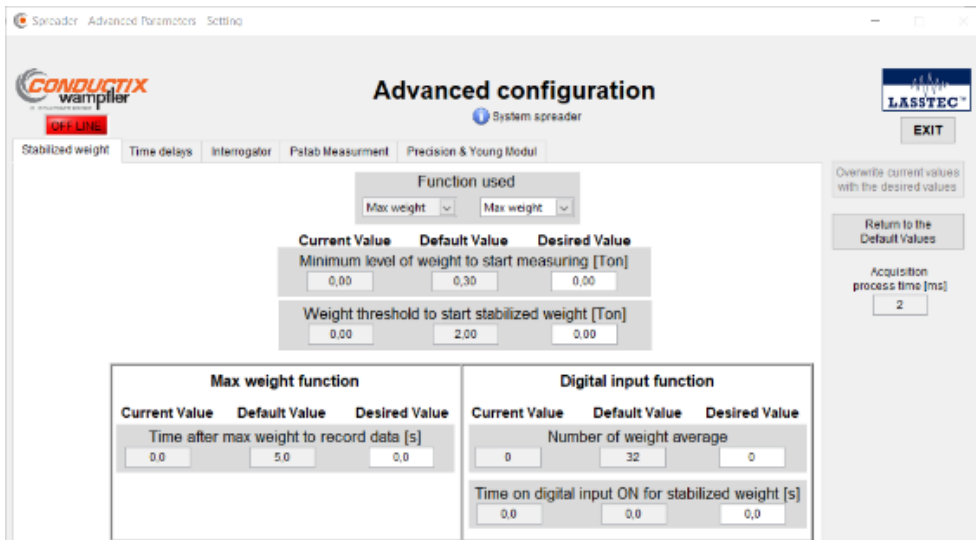 Spreader Advanced Parameters Setting
CONDUCTIX
wampfler
OFF LINE
Advanced configuration
System spreader
LASSTEC™
EXIT
Stabilized weight Time delays Interrogator Pstab Measurment Precision & Young Modul
Overwrite current values
with the desired values
Return to the
Default Values
Acquisition
process time [ms]
2
Function used
Max weight Max weight
Current Value Default Value Desired Value
Minimum level of weight to start measuring [Ton]
0,00 0,30 0,00
Weight threshold to start stabilized weight [Ton]
0,00 2,00 0,00
Max weight function
Current Value Default Value Desired Value
Time after max weight to record data [s]
0,0 5,0 0,0
Digital input function
Current Value Default Value Desired Value
Number of weight average
0 32 0
Time on digital input ON for stabilized weight [s]
0,0 0,0 0,0